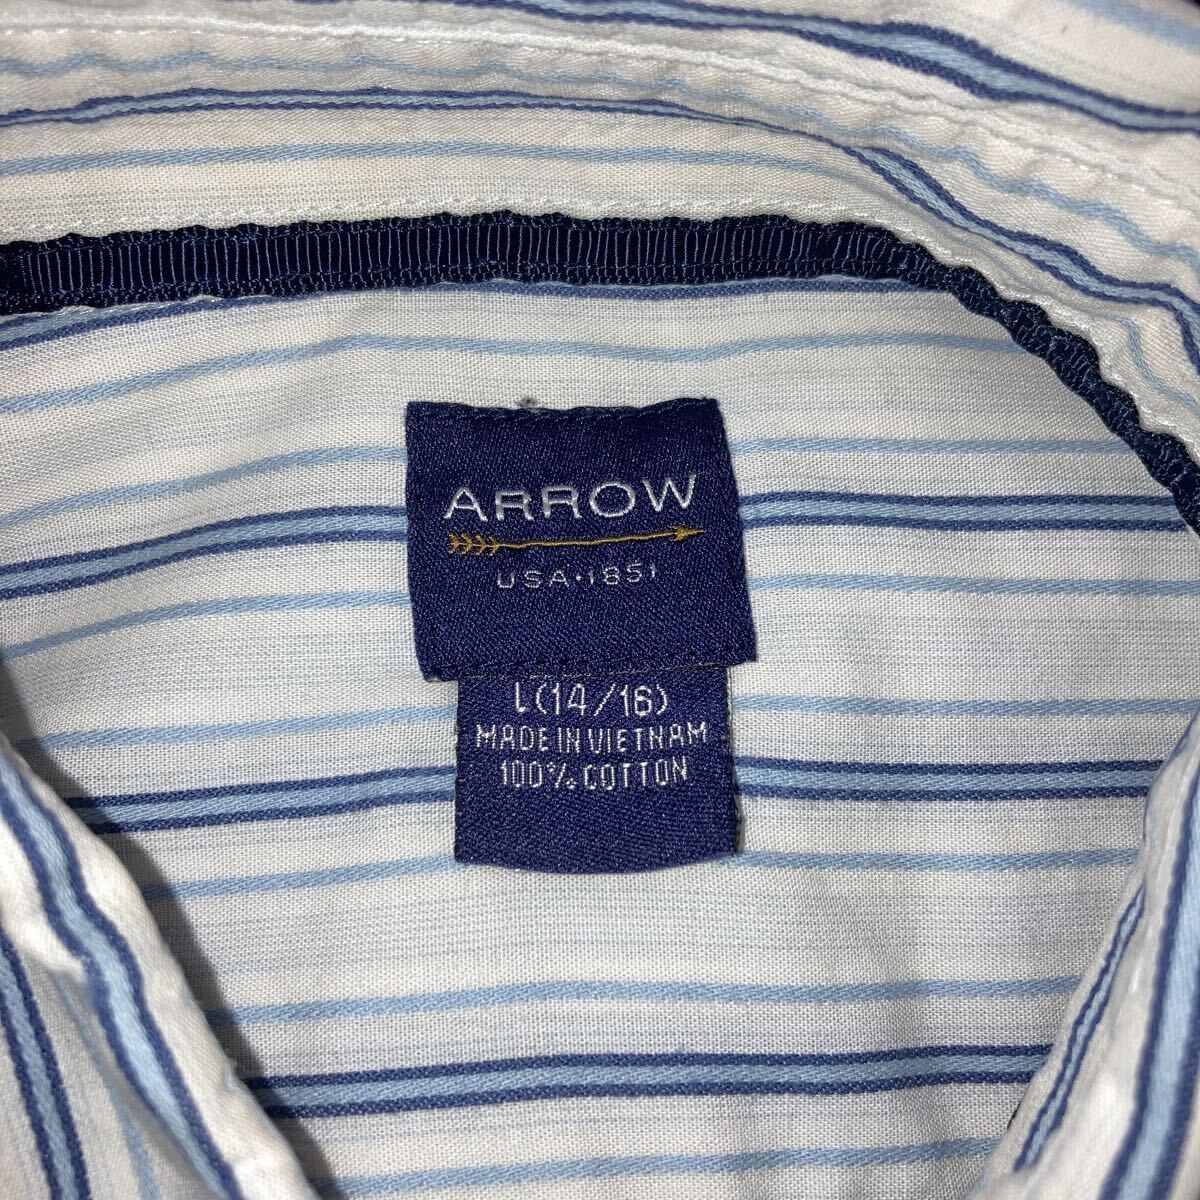 ARROW
USA·1851
L(14/16)
MADE IN VIETNAM
100% COTTON